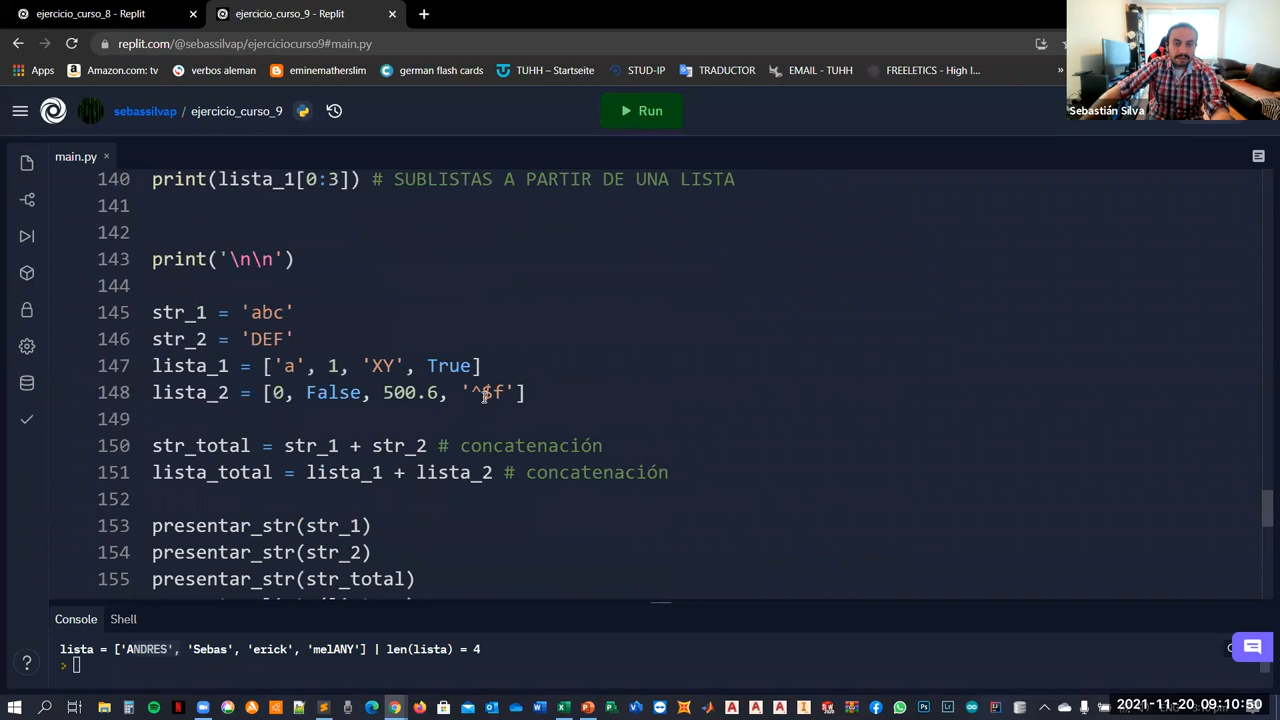 ejercicio_curso_8 - Replit
ejercicio_curso_9 - Replit
replit.com/@sebassilvap/ejerciciocurso9#main.py
Apps
Amazon.com: tv
verbos aleman
eminematherslim
german Cards
TUHH – Startseite
STUD-IP
TRADUCTOR
EMAIL - TUHH
FREELETICS – High I...
Sebastián Silva
sebassilvap / ejercicio_curso_9
Run
main.py
140 print(lista_1[0:3]) # SUBLISTAS A PARTIR DE UNA LISTA
141
142
143 print('\n\n')
144
145 str_1 = 'abc'
146 str_2 = 'DEF'
147 lista_1 = ['a', 1, 'XY', True]
148 lista_2 = [0, False, 500.6, '^$f']
149
150 str_total = str_1 + str_2 # concatenación
151 lista_total = lista_1 + lista_2 # concatenación
152
153 presentar_str(str_1)
154 presentar_str(str_2)
155 presentar_str(str_total)
Console
Shell
lista = ['ANDRES', 'Sebas', 'erick', 'melANY'] | len(lista) = 4
>
2021-11-20 09:10:50